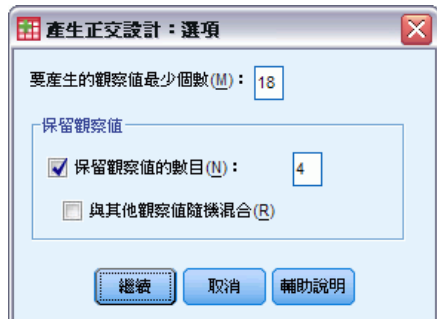 產生正交設計：選項
要產生的觀察值最少個數(M)： 18
保留觀察值
保留觀察值的數目(N)： 4
與其他觀察值隨機混合(R)
繼續 取消 輔助說明